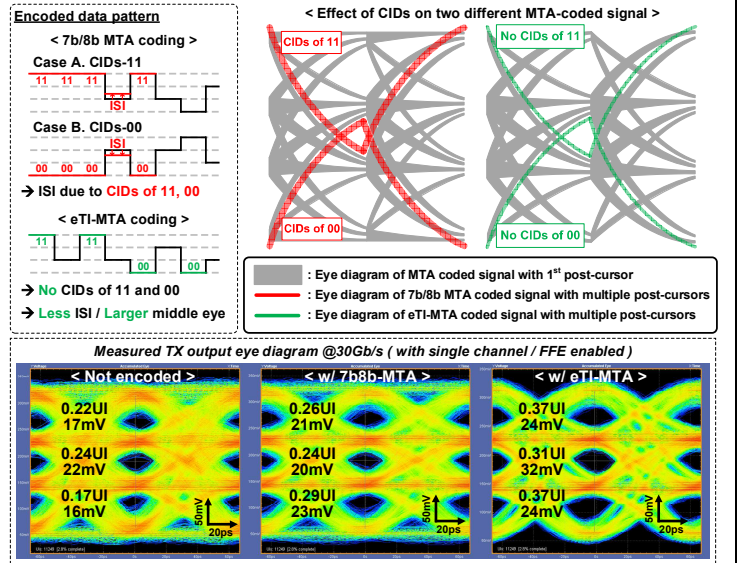 Encoded data pattern
< 7b/8b MTA coding >
Case A. CIDs-11
11 11 11 11
ISI
Case B. CIDs-00
ISI
00 00 00 00
→ ISI due to CIDs of 11, 00
< eTI-MTA coding >
11 11
00 00
→ No CIDs of 11 and 00
→ Less ISI / Larger middle eye
< Effect of CIDs on two different MTA-coded signal >
CIDs of 11
No CIDs of 11
CIDs of 00
No CIDs of 00
: Eye diagram of MTA coded signal with 1st post-cursor
: Eye diagram of 7b/8b MTA coded signal with multiple post-cursors
: Eye diagram of eTI-MTA coded signal with multiple post-cursors
Measured TX output eye diagram @30Gb/s ( with single channel / FFE enabled )
< Not encoded >
0.22UI
17mV
0.24UI
22mV
0.17UI
16mV
50mV
20ps
< w/ 7b8b-MTA >
0.26UI
21mV
0.24UI
20mV
0.29UI
23mV
50mV
20ps
< w/ eTI-MTA >
0.37UI
24mV
0.31UI
32mV
0.37UI
24mV
50mV
20ps